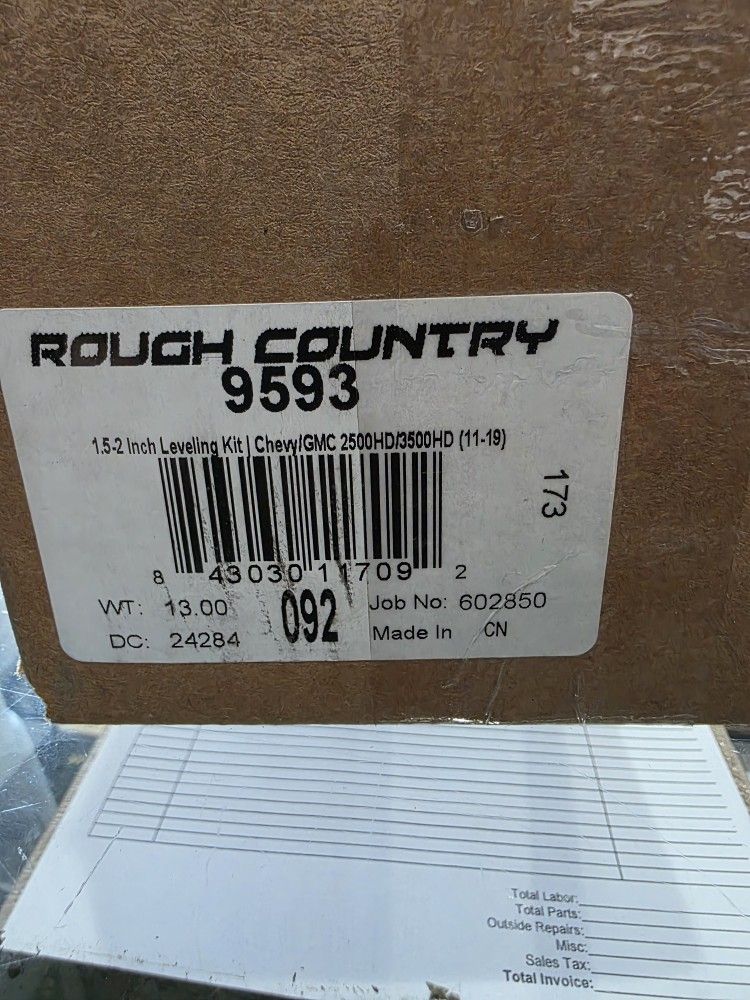 ROUGH COUNTRY
9593
1.5-2 Inch Leveling Kit | Chevy/GMC 2500HD/3500HD (11-19)
173
8 43030 11709 2
WT: 13.00
092
Job No: 602850
DC: 24284
Made In CN
Total Labor:
Total Parts:
Outside Repairs:
Misc:
Sales Tax:
Total Invoice: